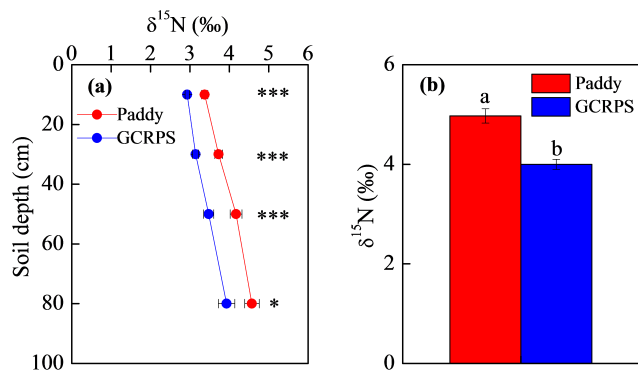 δ15N (‰)
0 1 2 3 4 5 6
0
20
40
60
80
100
Soil depth (cm)
(a)
Paddy
GCRPS
***
***
***
*
6
4
2
0
δ15N (‰)
(b)
Paddy
GCRPS
a
b